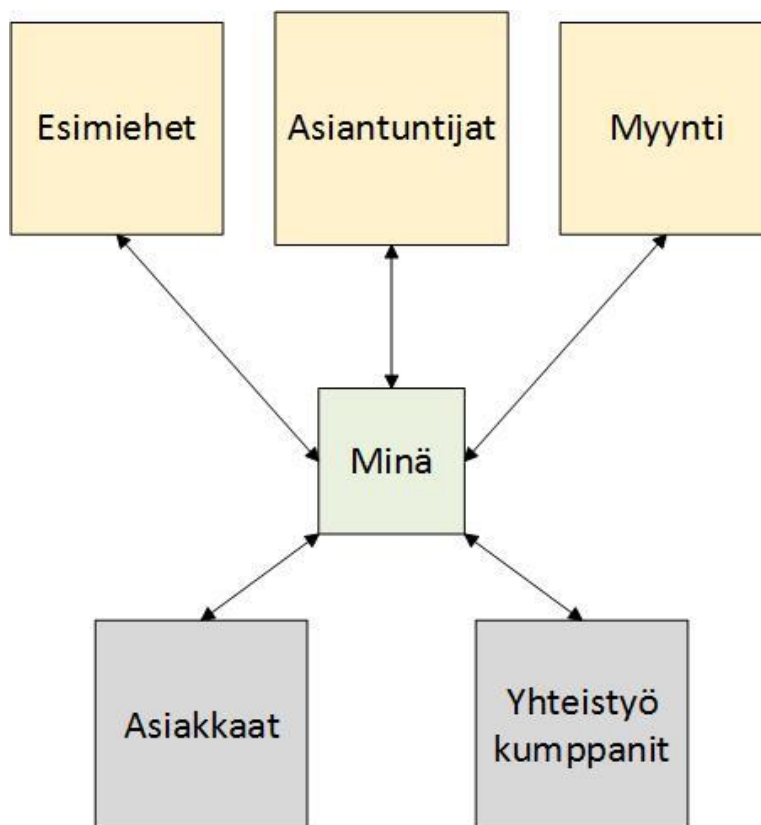 Esimiehet
Asiantuntijat
Myynti
Minä
Asiakkaat
Yhteistyö
kumppanit